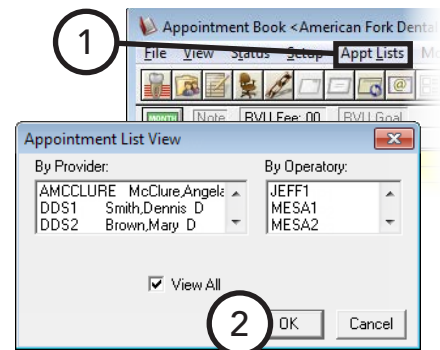 1
Appointment Book <American Fork Dental
File View Status Setup Appt Lists
MONTH Note BVU Fee: 00 BVU Goal
Appointment List View
By Provider: By Operatory:
AMCCLURE McClure,Angela JEFF1
DDS1 Smith,Dennis D MESA1
DDS2 Brown,Mary D MESA2
View All
2 OK Cancel